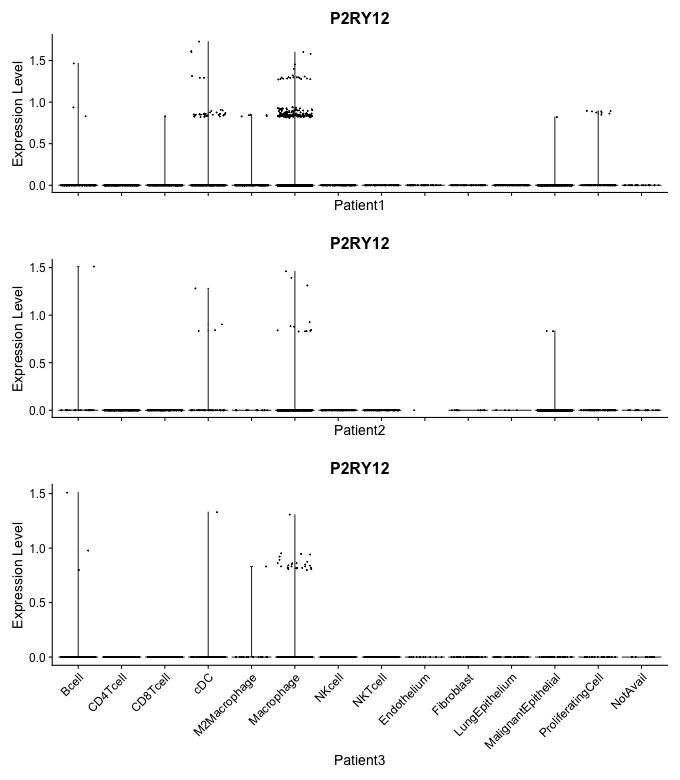 P2RY12
Expression Level
1.5
1.0
0.5
0.0
Patient1
P2RY12
Expression Level
1.5
1.0
0.5
0.0
Patient2
P2RY12
Expression Level
1.5
1.0
0.5
0.0
Bcell
CD4Tcell
CD8Tcell
cDC
M2Macrophage
Macrophage
NKcell
NKTcell
Endothelium
Fibroblast
LungEpithelium
MalignantEpithelial
ProliferatingCell
NotAvail
Patient3